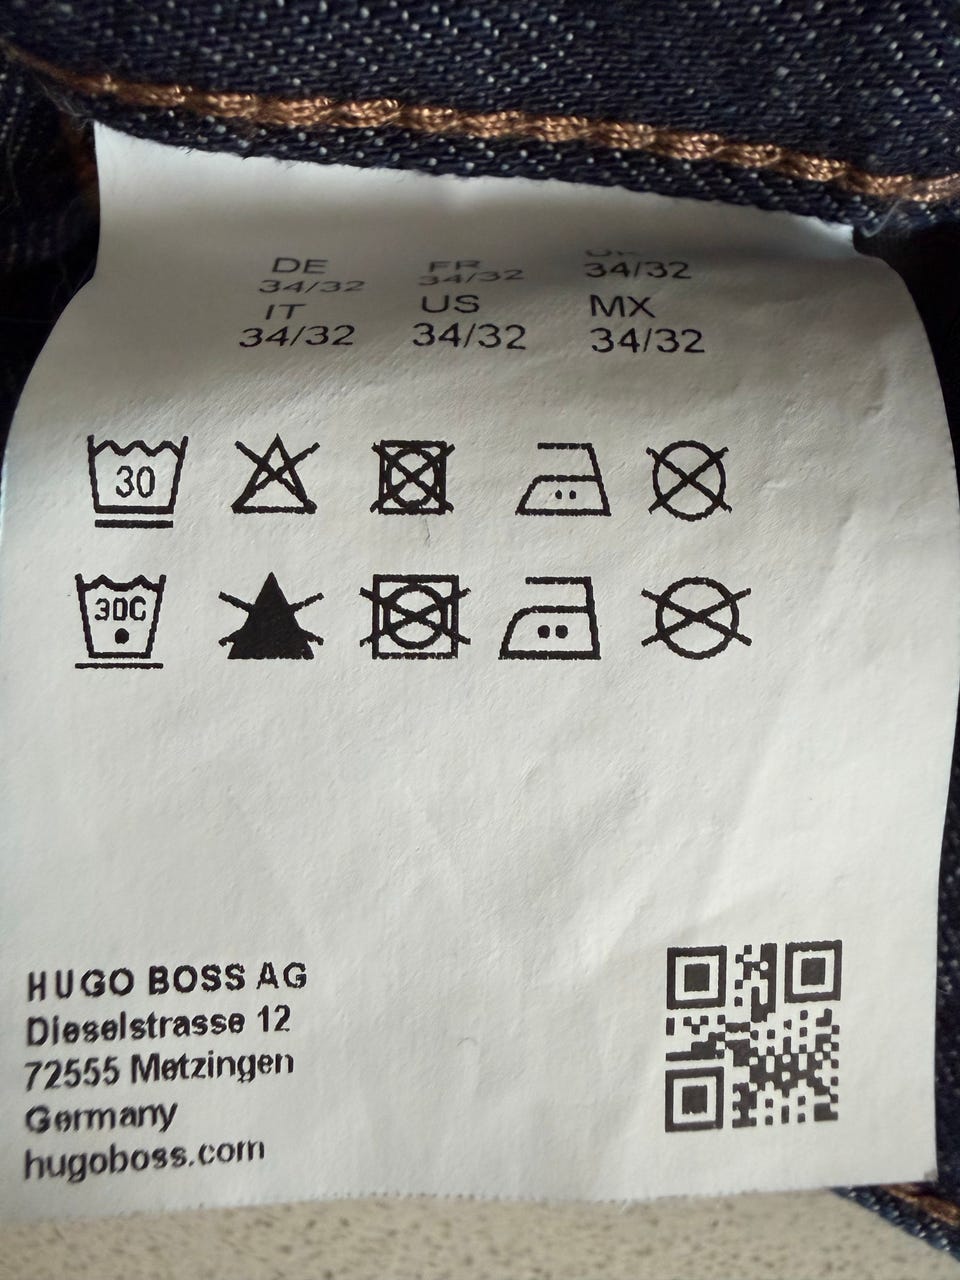 DE FR
34/32 34/32 34/32
IT US MX
34/32 34/32 34/32
30
30C
HUGO BOSS AG
Dieselstrasse 12
72555 Metzingen
Germany
hugoboss.com